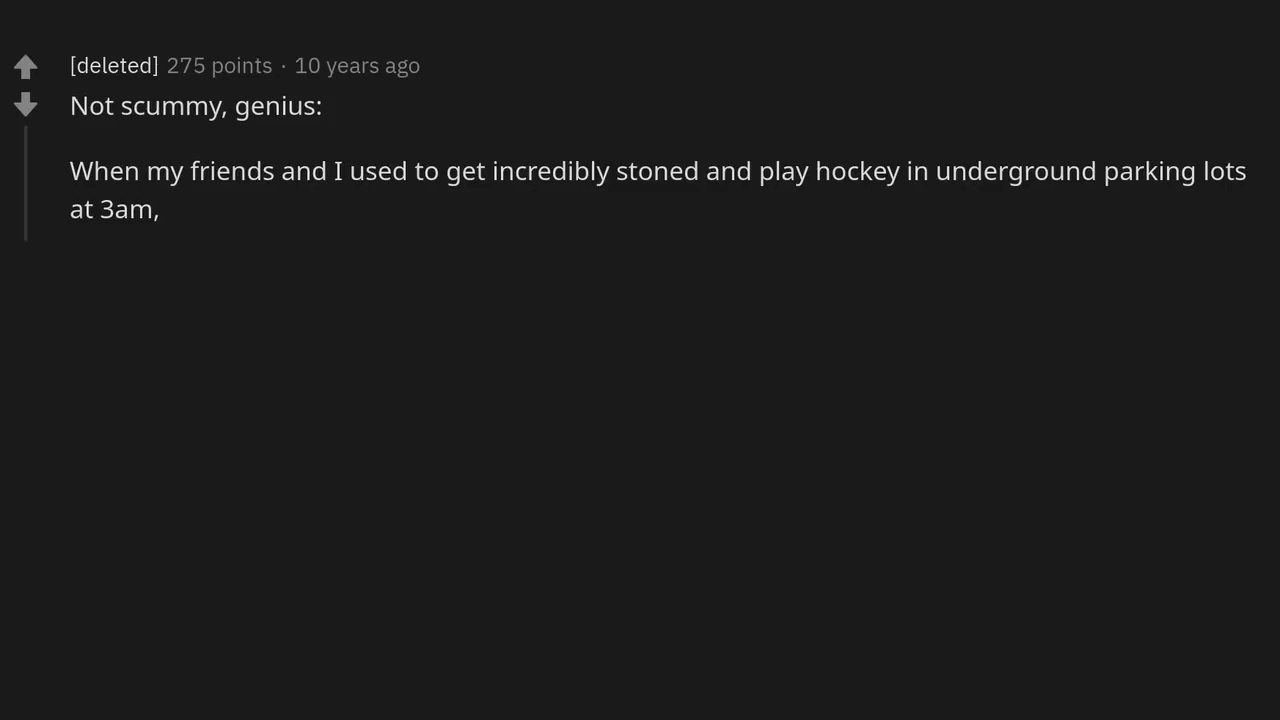 [deleted] 275 points · 10 years ago
Not scummy, genius:
When my friends and I used to get incredibly stoned and play hockey in underground parking lots
at 3am,